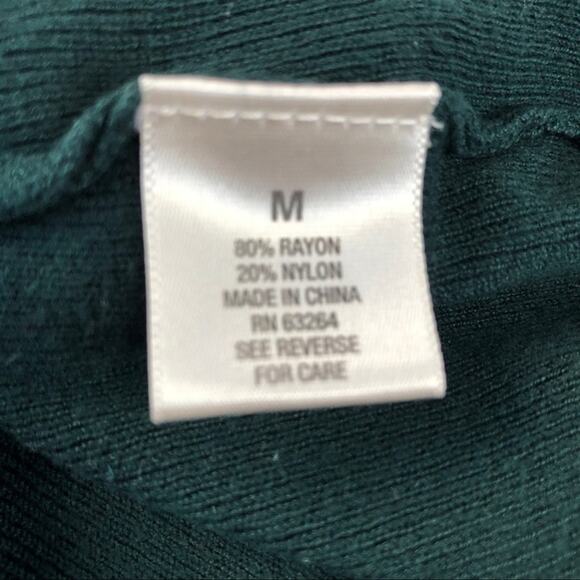 M
80% RAYON
20% NYLON
MADE IN CHINA
RN 63264
SEE REVERSE
FOR CARE